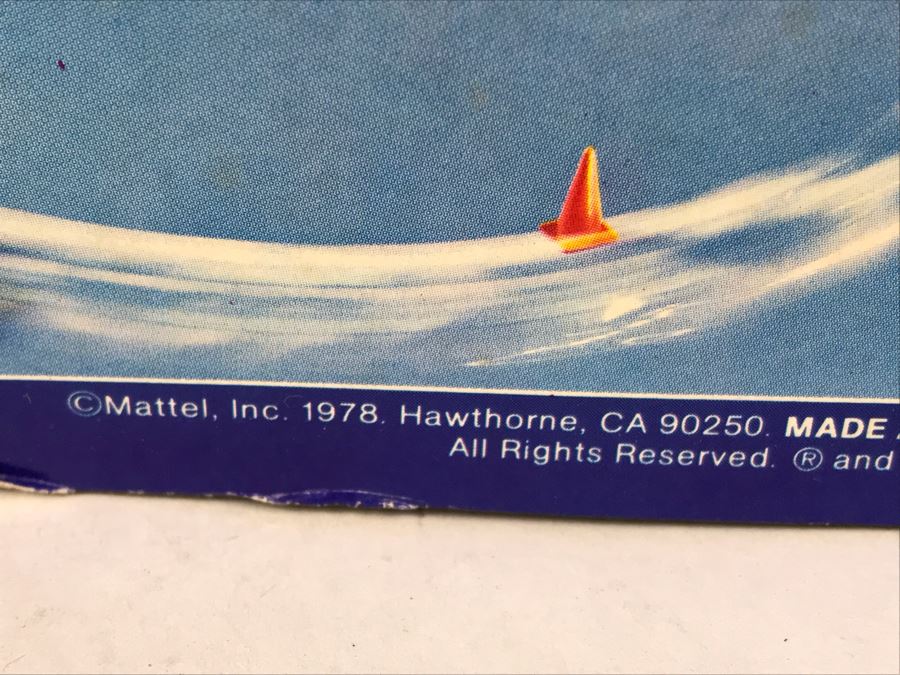 ©Mattel, Inc. 1978. Hawthorne, CA 90250. MADE
All Rights Reserved. ® and